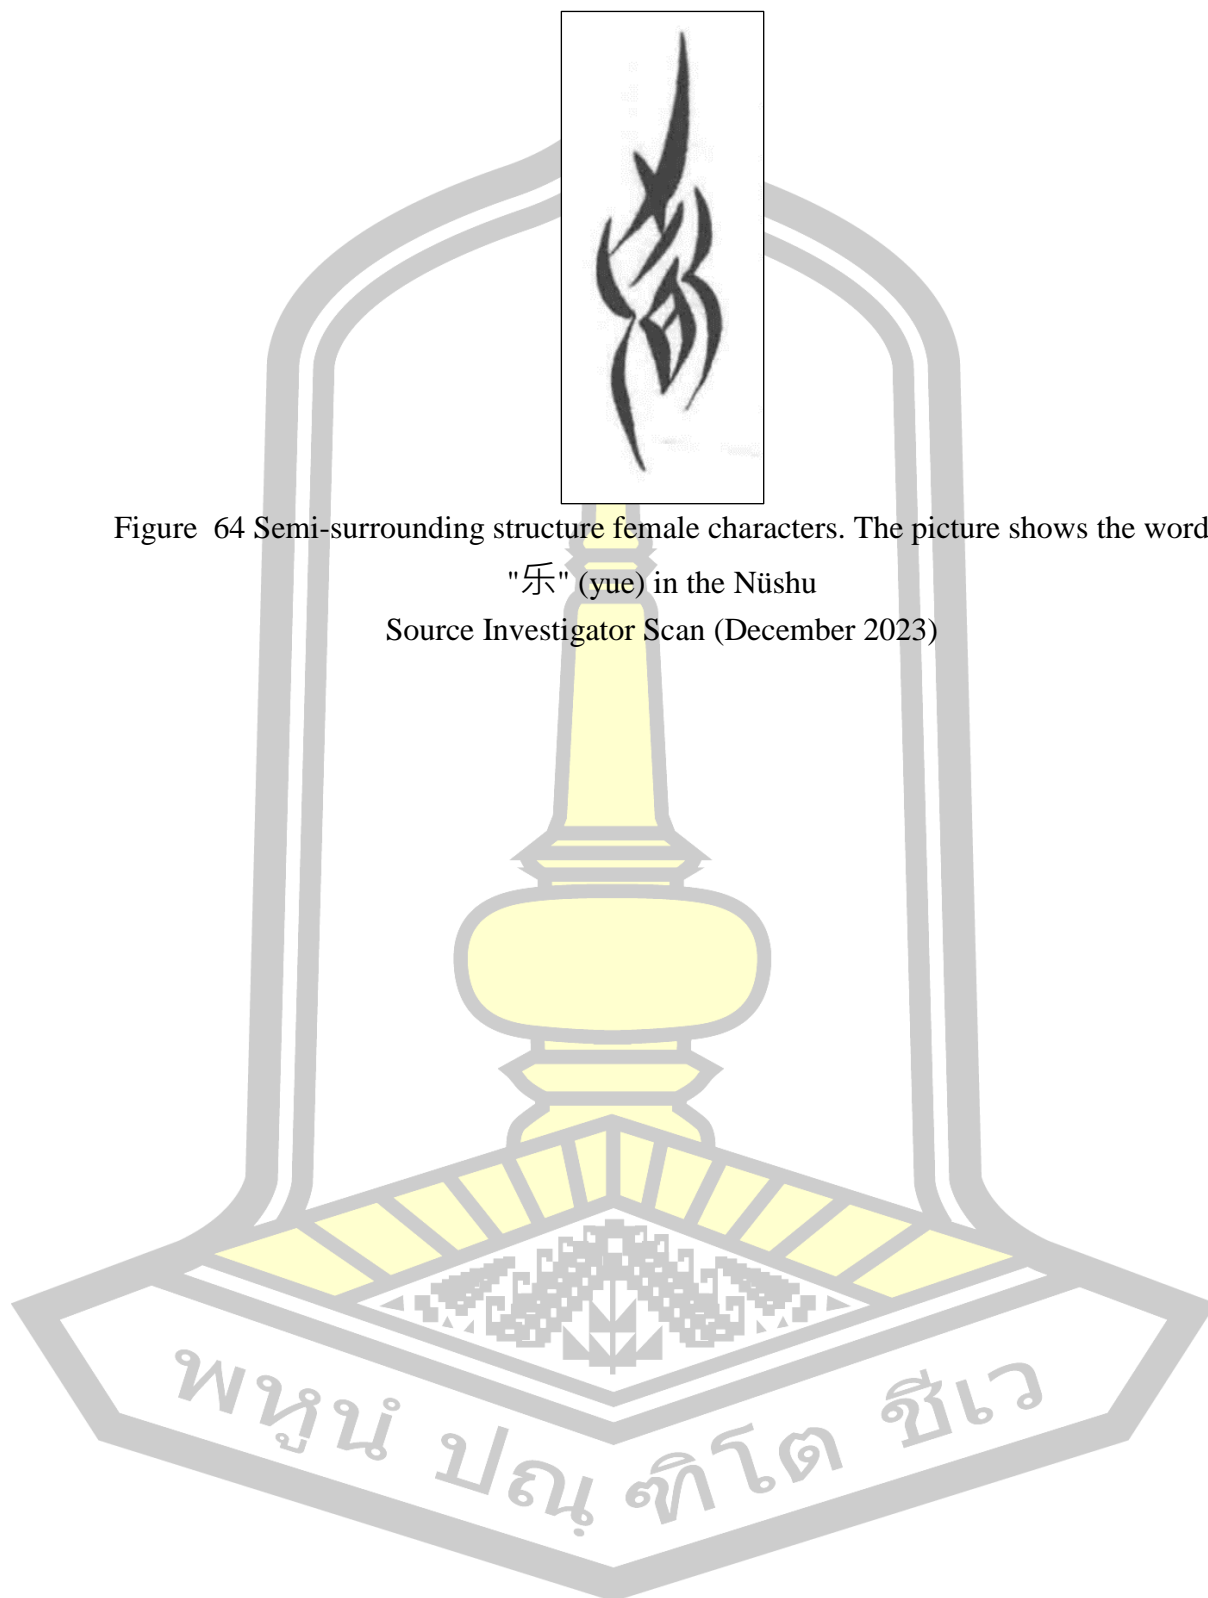 Figure  64 Semi-surrounding structure female characters. The picture shows the word
"乐" (yue) in the Nüshu
Source Investigator Scan (December 2023)
พหูนํ ปณฺฑิโต ชีเว